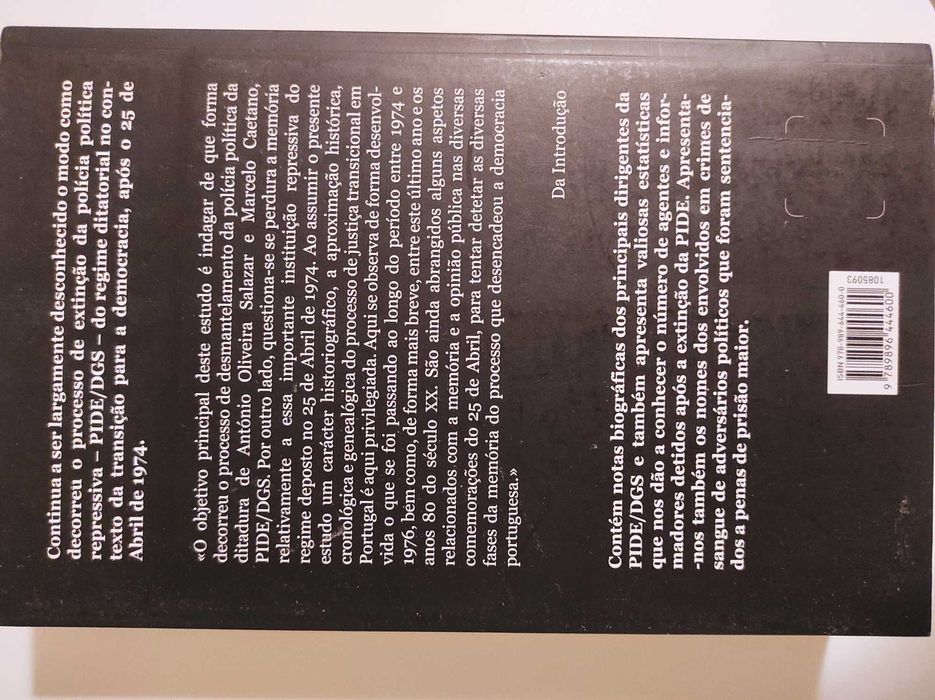 Continua a ser largamente desconhecido o modo como
decorreu o processo de extinção da polícia política
repressiva – PIDE/DGS – do regime ditatorial no con-
texto da transição para a democracia, após o 25 de
Abril de 1974.
«O objetivo principal deste estudo é indagar de que forma
decorreu o processo de desmantelamento da polícia política da
ditadura de António Oliveira Salazar e Marcelo Caetano,
PIDE/DGS. Por outro lado, questiona-se se perdura a memória
relativamente a essa importante instituição repressiva do
regime deposto no 25 de Abril de 1974. Ao assumir o presente
estudo um carácter historiográfico, a aproximação histórica,
cronológica e genealógica do processo de justiça transicional em
Portugal é aqui privilegiada. Aqui se observa de forma desenvol-
vida o que se foi passando ao longo do período entre 1974 e
1976, bem como, de forma mais breve, entre este último ano e os
anos 80 do século XX. São ainda abrangidos alguns aspetos
relacionados com a memória e a opinião pública nas diversas
comemorações do 25 de Abril, para tentar detetar as diversas
fases da memória do processo que desencadeou a democracia
portuguesa.»
Da Introdução
Contém notas biográficas dos principais dirigentes da
PIDE/DGS e também apresenta valiosas estatísticas
que nos dão a conhecer o número de agentes e infor-
madores detidos após a extinção da PIDE. Apresenta-
-nos também os nomes dos envolvidos em crimes de
sangue de adversários políticos que foram sentencia-
dos a penas de prisão maior.
ISBN 978-989-644-460-0
9 789896 444600
1085093